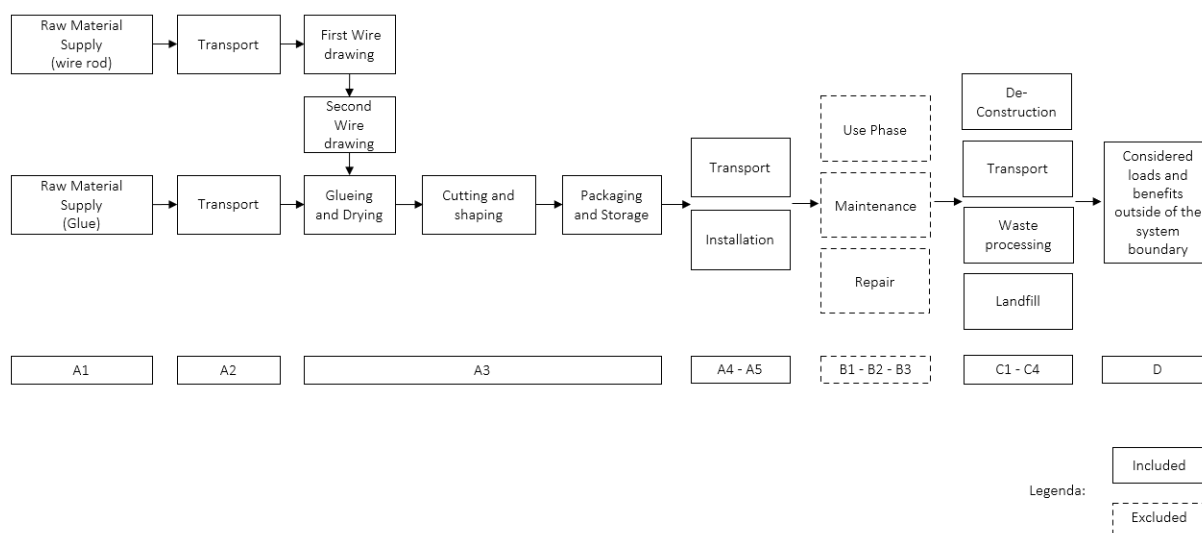 Raw Material
Supply
(wire rod)
Transport
First Wire
drawing
Second
Wire
drawing
Raw Material
Supply
(Glue)
Transport
Glueing
and Drying
Cutting and
shaping
Packaging
and Storage
Transport
Installation
Use Phase
Maintenance
Repair
De-
Construction
Transport
Waste
processing
Landfill
Considered
loads and
benefits
outside of the
system
boundary
A1
A2
A3
A4 - A5
B1 - B2 - B3
C1 - C4
D
Legenda:
Included
Excluded